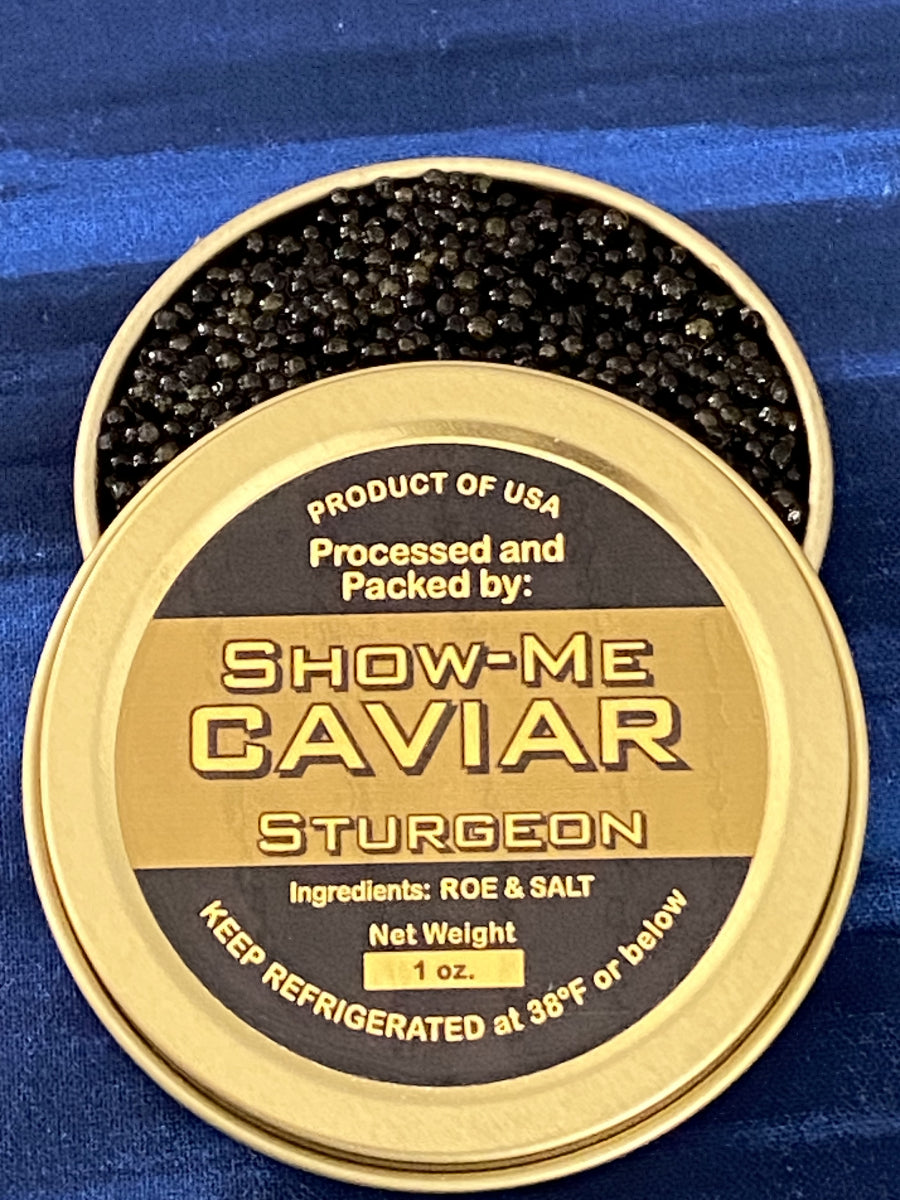 PRODUCT OF USA
Processed and
Packed by:
SHOW-ME
CAVIAR
STURGEON
Ingredients: ROE & SALT
Net Weight
1 oz.
KEEP REFRIGERATED at 38°F or below